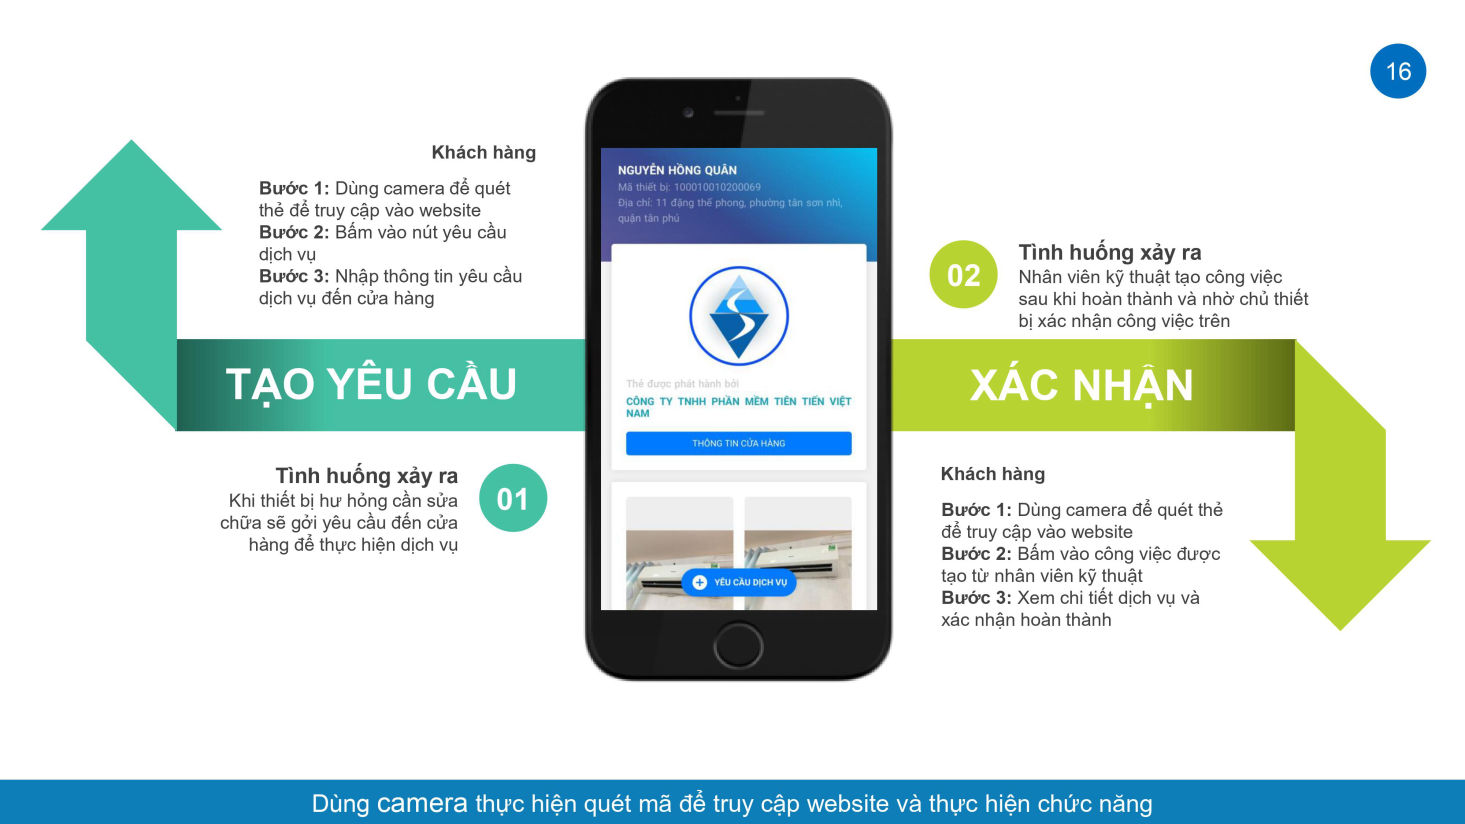 16
Khách hàng
Bước 1: Dùng camera để quét
thẻ để truy cập vào website
Bước 2: Bấm vào nút yêu cầu
dịch vụ
Bước 3: Nhập thông tin yêu cầu
dịch vụ đến cửa hàng
TẠO YÊU CẦU
Tình huống xảy ra
Khi thiết bị hư hỏng cần sửa
chữa sẽ gởi yêu cầu đến cửa
hàng để thực hiện dịch vụ
01
NGUYỄN HỒNG QUÂN
Mã thiết bị: 100010010200069
Địa chỉ: 11 đặng thế phong, phường tân sơn nhì,
quận tân phú
Thẻ được phát hành bởi
CÔNG TY TNHH PHẦN MỀM TIÊN TIẾN VIỆT
NAM
THÔNG TIN CỬA HÀNG
YÊU CẦU DỊCH VỤ
02
Tình huống xảy ra
Nhân viên kỹ thuật tạo công việc
sau khi hoàn thành và nhờ chủ thiết
bị xác nhận công việc trên
XÁC NHẬN
Khách hàng
Bước 1: Dùng camera để quét thẻ
để truy cập vào website
Bước 2: Bấm vào công việc được
tạo từ nhân viên kỹ thuật
Bước 3: Xem chi tiết dịch vụ và
xác nhận hoàn thành
Dùng camera thực hiện quét mã để truy cập website và thực hiện chức năng